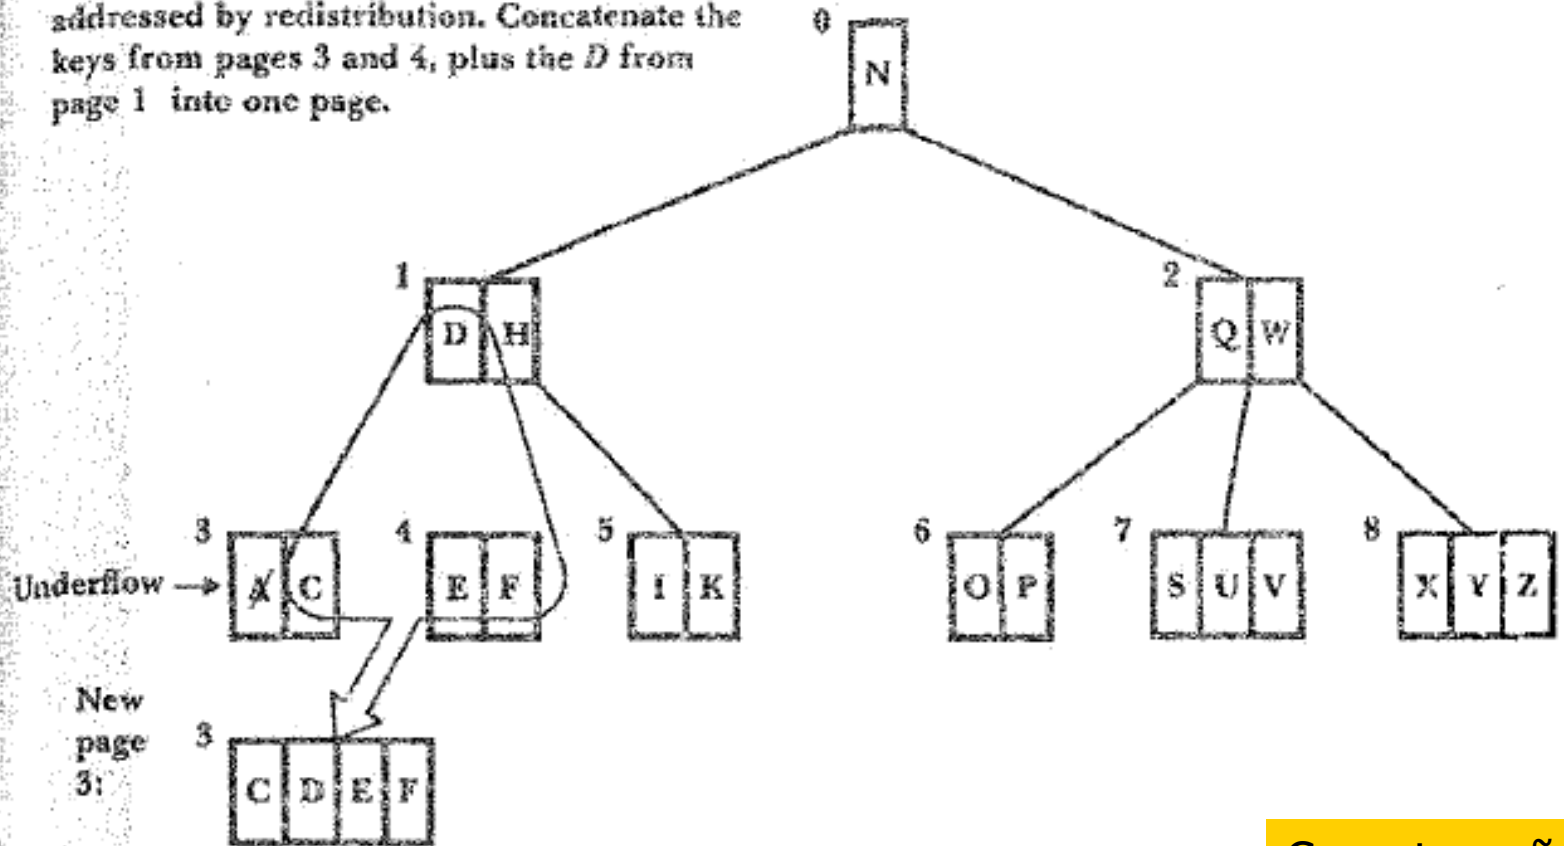 addressed by redistribution. Concatenate the
keys from pages 3 and 4, plus the D from
page 1 into one page.
0
N
1
D H
2
Q W
3
A C
4
E F
5
I K
6
O P
7
S U V
8
X Y Z
Underflow
New
page
3:
3
C D E F